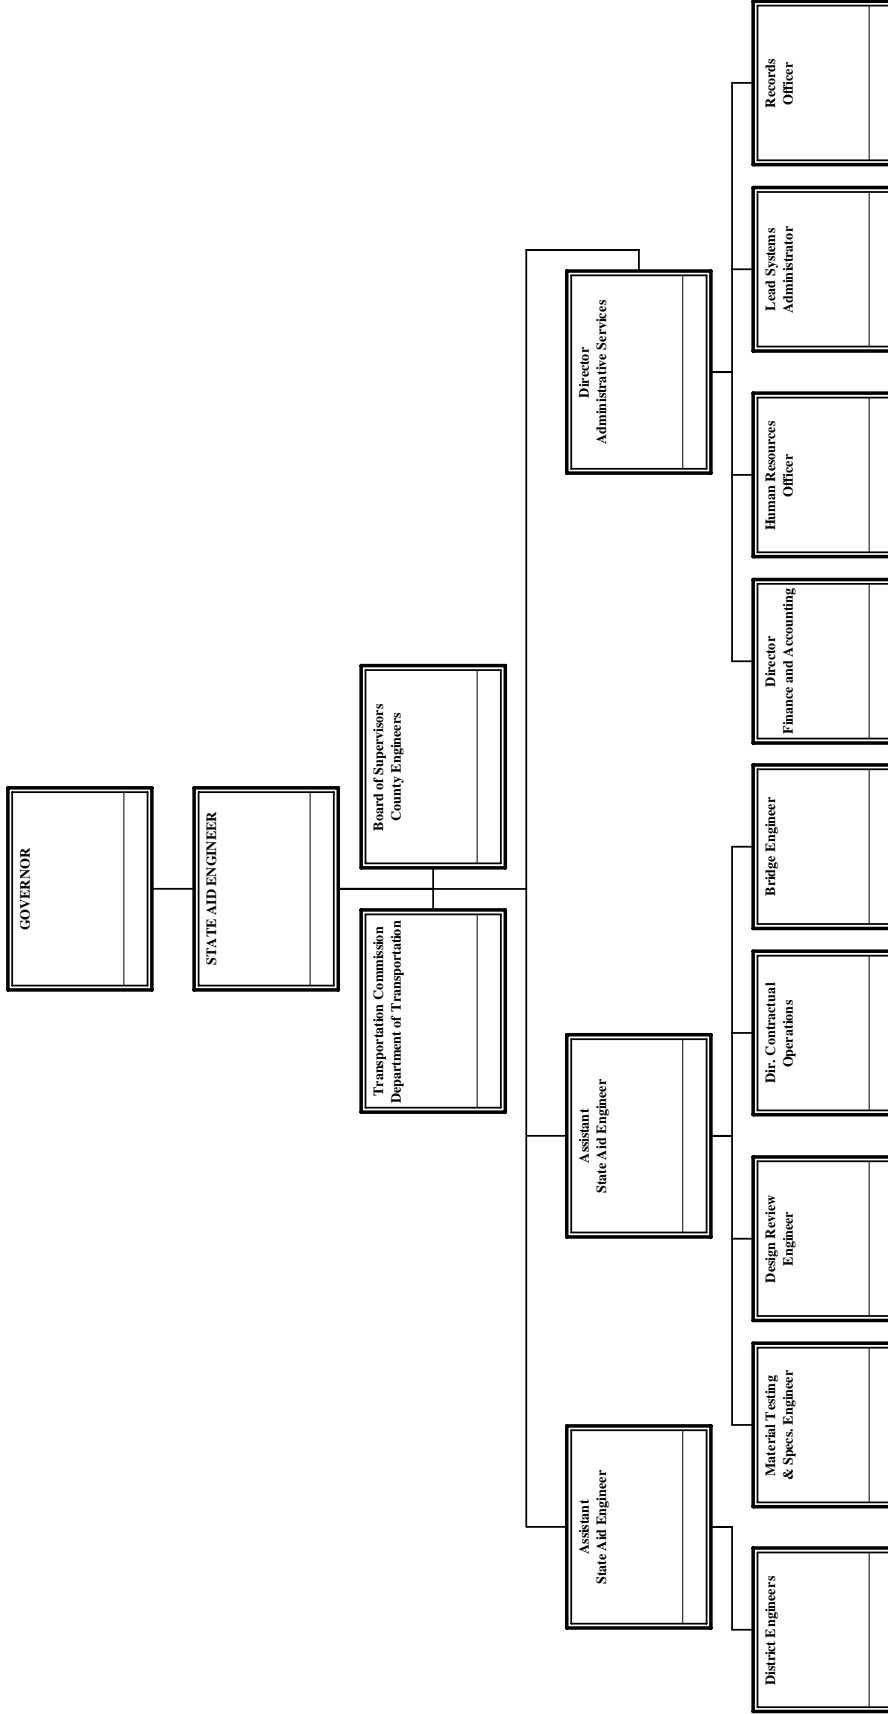 GOVERNOR
STATE AID ENGINEER
Transportation Commission
Department of Transportation
Board of Supervisors
County Engineers
Assistant
State Aid Engineer
Assistant
State Aid Engineer
Director
Administrative Services
District Engineers
Material Testing
& Specs. Engineer
Design Review
Engineer
Dir. Contractual
Operations
Bridge Engineer
Director
Finance and Accounting
Human Resources
Officer
Lead Systems
Administrator
Records
Officer